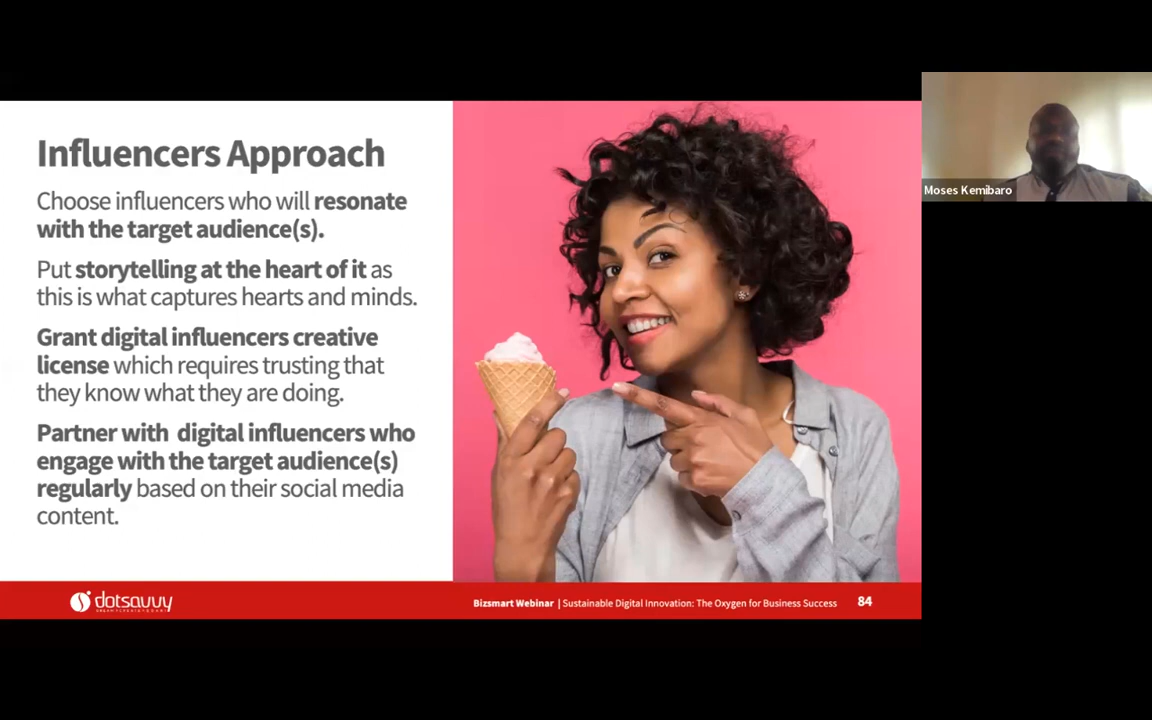 Influencers Approach
Choose influencers who will resonate
with the target audience(s).
Put storytelling at the heart of it as
this is what captures hearts and minds.
Grant digital influencers creative
license which requires trusting that
they know what they are doing.
Partner with digital influencers who
engage with the target audience(s)
regularly based on their social media
content.
dotsavvy
Bizsmart Webinar | Sustainable Digital Innovation: The Oxygen for Business Success
84
Moses Kemibaro